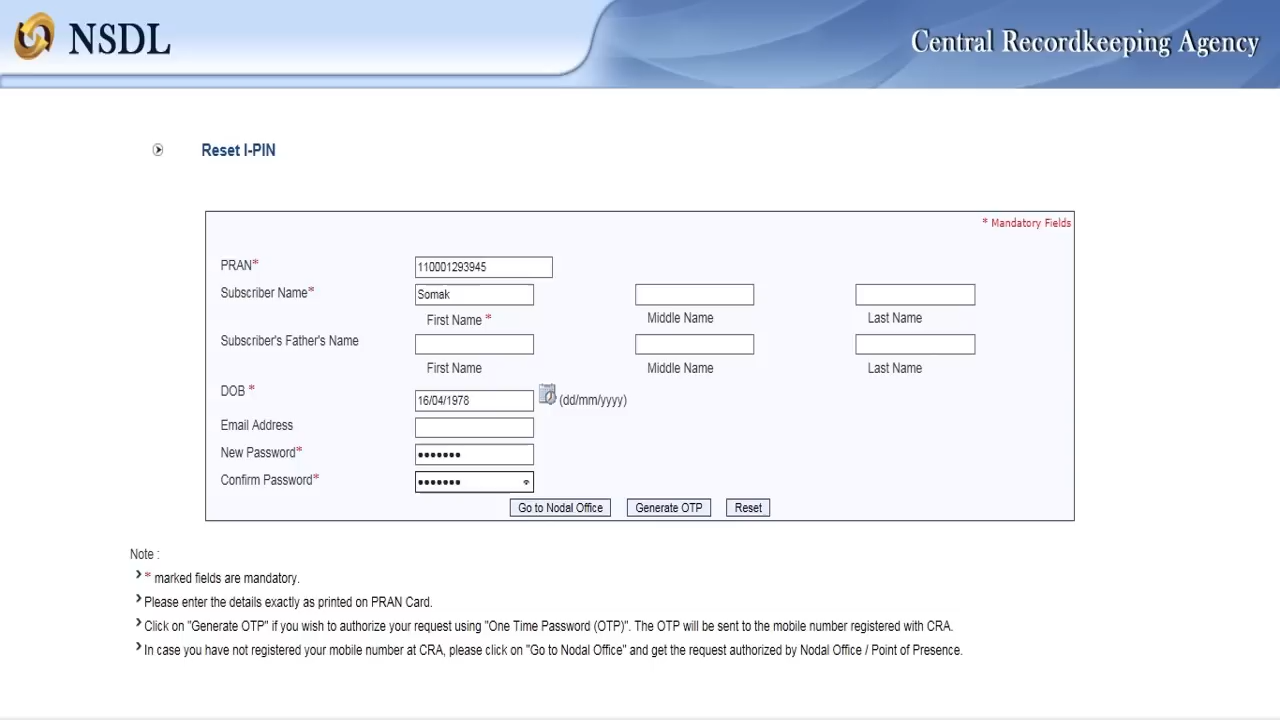 NSDL
Central Recordkeeping Agency
Reset I-PIN
* Mandatory Fields
PRAN* 110001293945
Subscriber Name* Somak
First Name * Middle Name Last Name
Subscriber's Father's Name
First Name Middle Name Last Name
DOB * 16/04/1978 (dd/mm/yyyy)
Email Address
New Password* •••••••
Confirm Password* •••••••
Go to Nodal Office Generate OTP Reset
Note :
* marked fields are mandatory.
Please enter the details exactly as printed on PRAN Card.
Click on "Generate OTP" if you wish to authorize your request using "One Time Password (OTP)". The OTP will be sent to the mobile number registered with CRA.
In case you have not registered your mobile number at CRA, please click on "Go to Nodal Office" and get the request authorized by Nodal Office / Point of Presence.